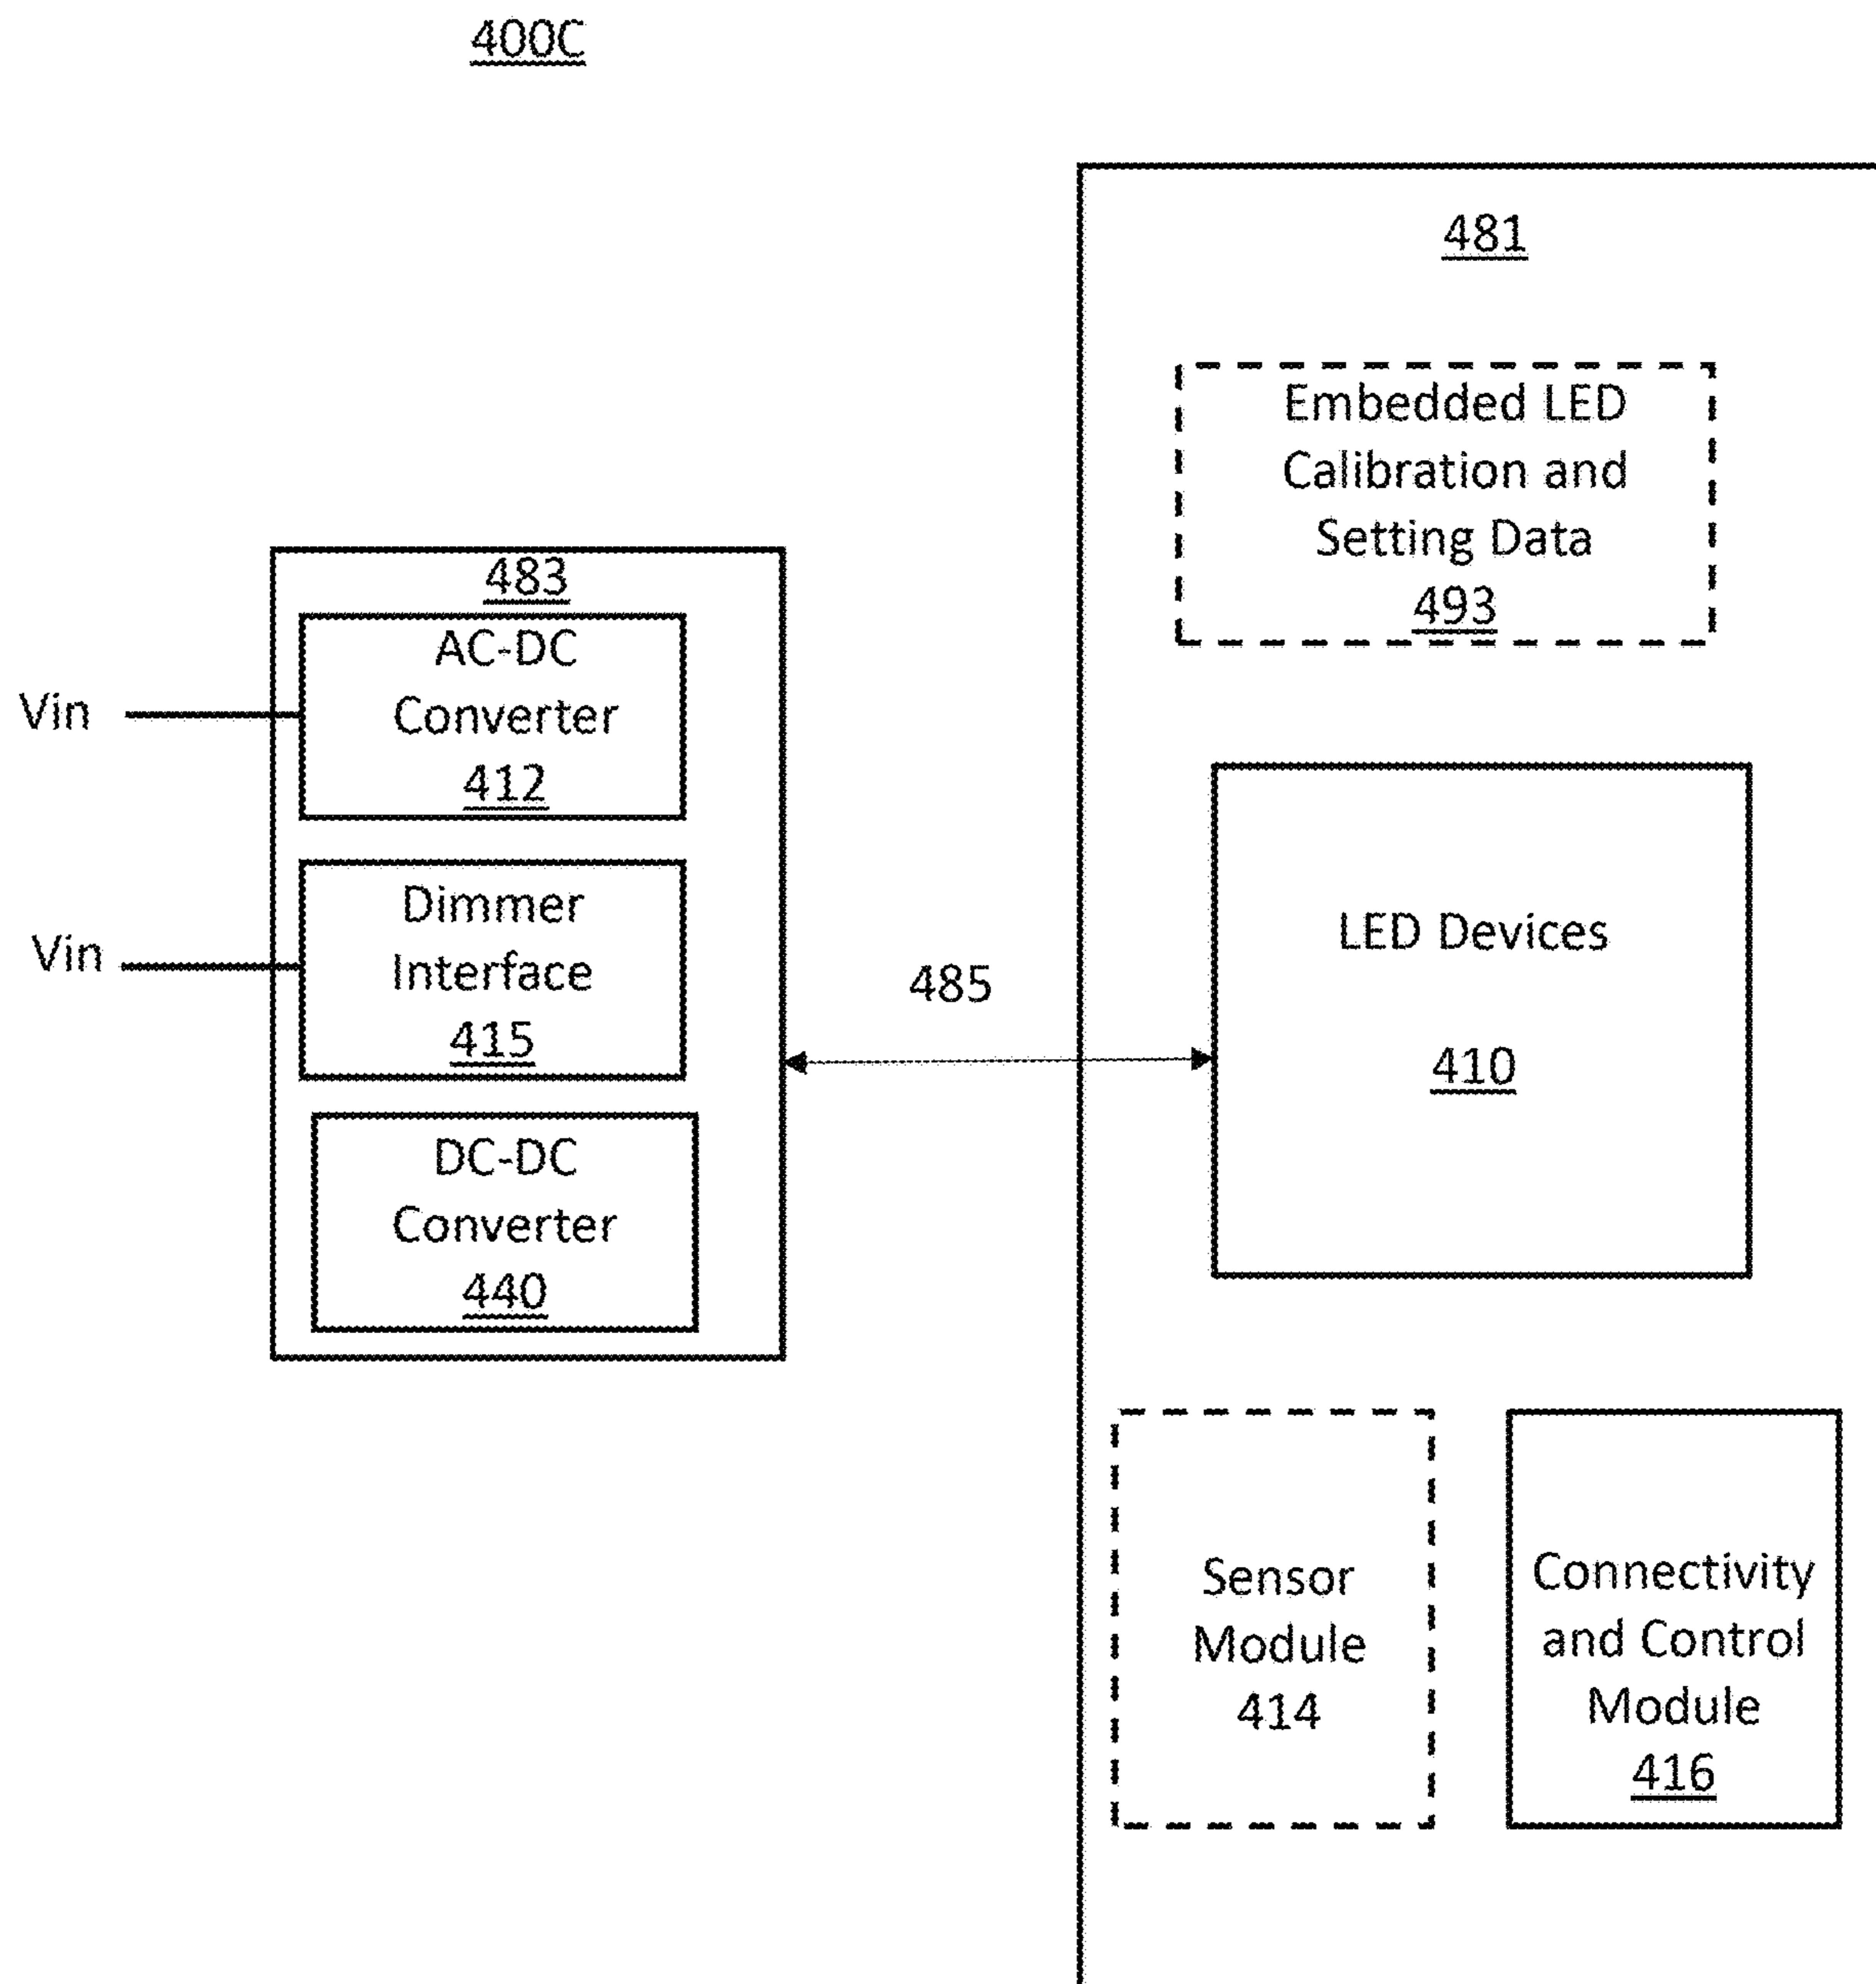 400C
481
Embedded LED
Calibration and
Setting Data
493
483
AC-DC
Converter
412
Vin
Dimmer
Interface
415
Vin
DC-DC
Converter
440
485
LED Devices
410
Sensor
Module
414
Connectivity
and Control
Module
416